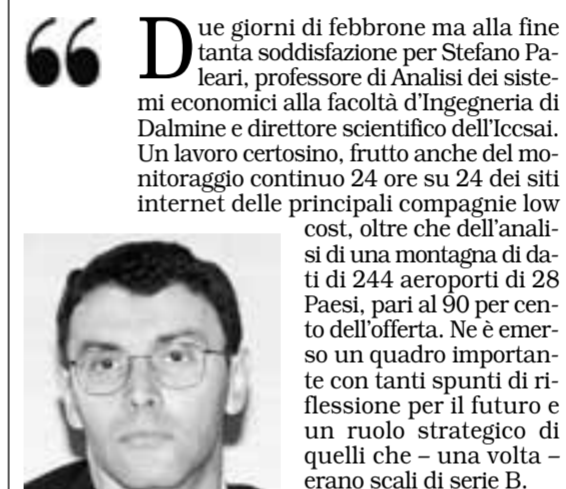 “
Due giorni di febbrone ma alla fine
tanta soddisfazione per Stefano Pa-
leari, professore di Analisi dei siste-
mi economici alla facoltà d'Ingegneria di
Dalmine e direttore scientifico dell'Iccsai.
Un lavoro certosino, frutto anche del mo-
nitoraggio continuo 24 ore su 24 dei siti
internet delle principali compagnie low
cost, oltre che dell'anali-
si di una montagna di da-
ti di 244 aeroporti di 28
Paesi, pari al 90 per cen-
to dell'offerta. Ne è emer-
so un quadro importan-
te con tanti spunti di ri-
flessione per il futuro e
un ruolo strategico di
quelli che – una volta –
erano scali di serie B.